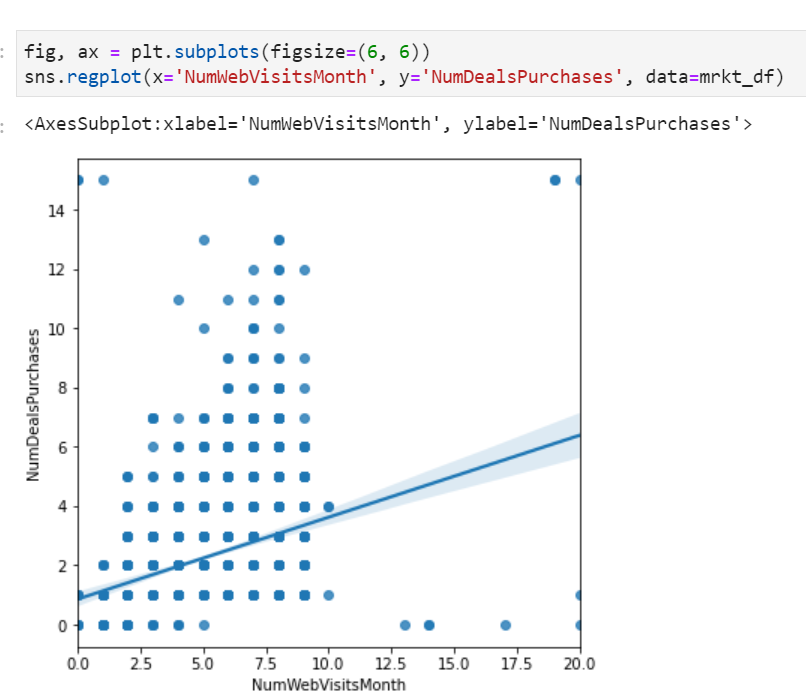 : fig, ax = plt.subplots(figsize=(6, 6))
sns.regplot(x='NumWebVisitsMonth', y='NumDealsPurchases', data=mrkt_df)
: <AxesSubplot:xlabel='NumWebVisitsMonth', ylabel='NumDealsPurchases'>
14
12
10
8
6
4
2
0
NumDealsPurchases
0.0 2.5 5.0 7.5 10.0 12.5 15.0 17.5 20.0
NumWebVisitsMonth